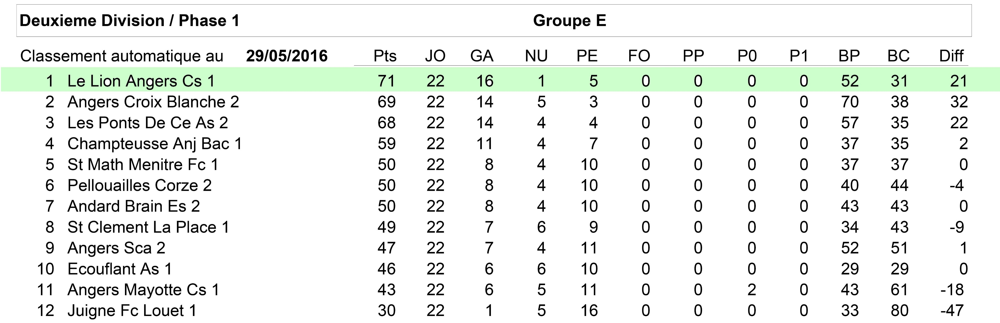 Deuxieme Division / Phase 1 Groupe E
Classement automatique au 29/05/2016 Pts JO GA NU PE FO PP P0 P1 BP BC Diff
1 Le Lion Angers Cs 1 71 22 16 1 5 0 0 0 0 52 31 21
2 Angers Croix Blanche 2 69 22 14 5 3 0 0 0 0 70 38 32
3 Les Ponts De Ce As 2 68 22 14 4 4 0 0 0 0 57 35 22
4 Champteusse Anj Bac 1 59 22 11 4 7 0 0 0 0 37 35 2
5 St Math Menitre Fc 1 50 22 8 4 10 0 0 0 0 37 37 0
6 Pellouailles Corze 2 50 22 8 4 10 0 0 0 0 40 44 -4
7 Andard Brain Es 2 50 22 8 4 10 0 0 0 0 43 43 0
8 St Clement La Place 1 49 22 7 6 9 0 0 0 0 34 43 -9
9 Angers Sca 2 47 22 7 4 11 0 0 0 0 52 51 1
10 Ecouflant As 1 46 22 6 6 10 0 0 0 0 29 29 0
11 Angers Mayotte Cs 1 43 22 6 5 11 0 0 2 0 43 61 -18
12 Juigne Fc Louet 1 30 22 1 5 16 0 0 0 0 33 80 -47